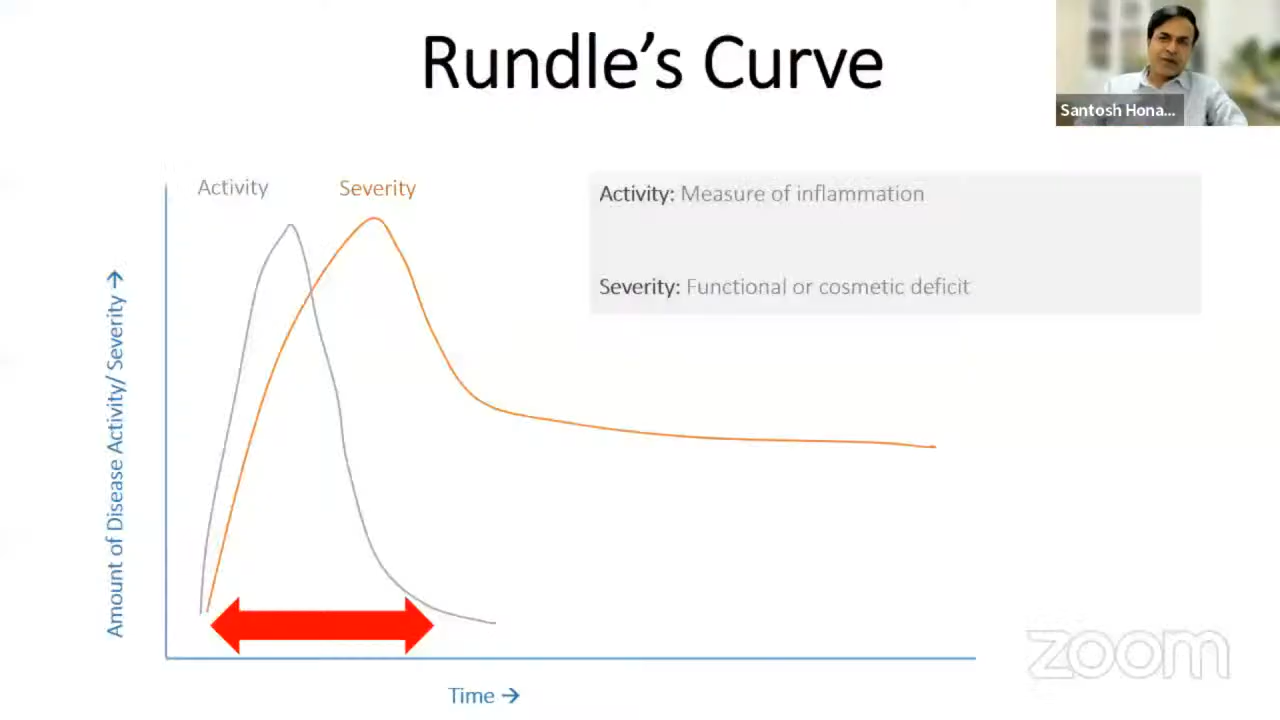 Rundle’s Curve
Santosh Hona...
Activity
Severity
Activity: Measure of inflammation
Severity: Functional or cosmetic deficit
Amount of Disease Activity/ Severity →
Time →
zoom